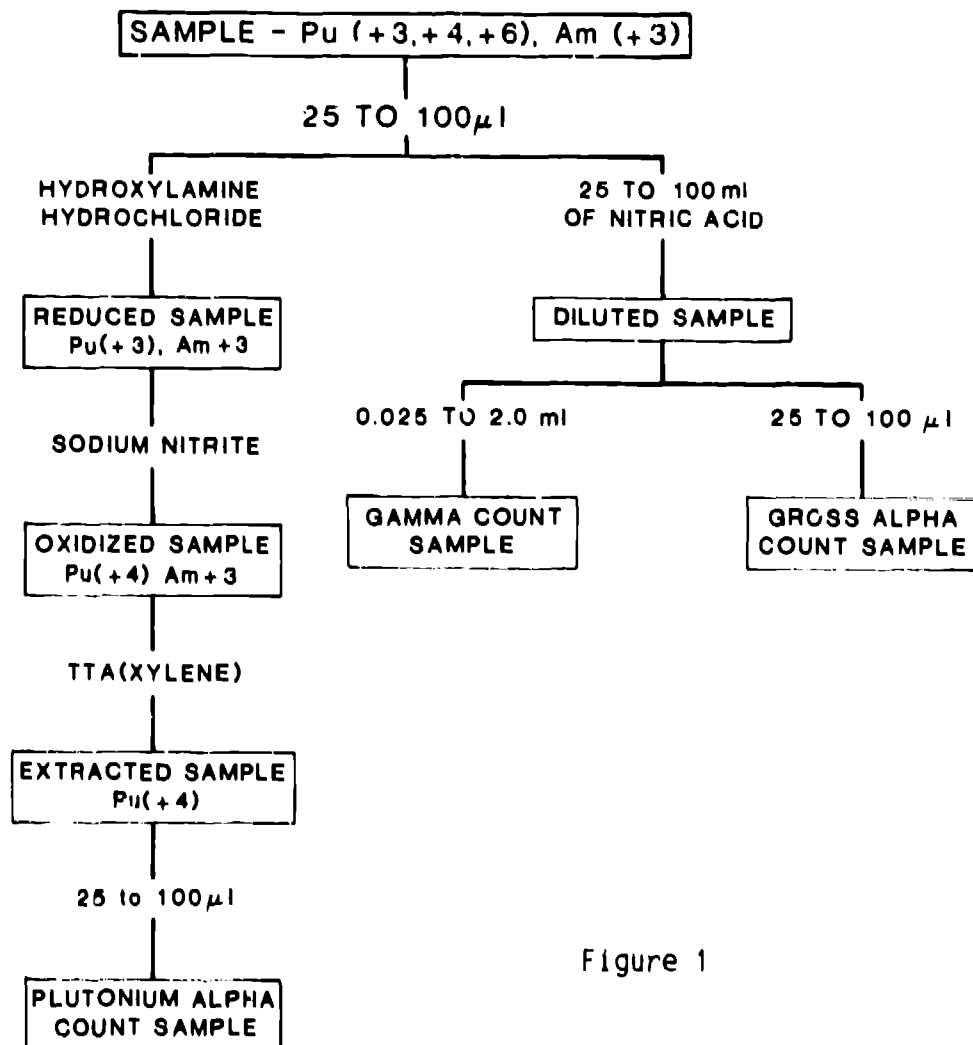 SAMPLE - Pu (+3,+4,+6), Am (+3)
25 TO 100μl
HYDROXYLAMINE
HYDROCHLORIDE
25 TO 100ml
OF NITRIC ACID
REDUCED SAMPLE
Pu(+3), Am+3
DILUTED SAMPLE
SODIUM NITRITE
0.025 TO 2.0 ml
25 TO 100 μl
OXIDIZED SAMPLE
Pu(+4) Am+3
GAMMA COUNT
SAMPLE
GROSS ALPHA
COUNT SAMPLE
TTA(XYLENE)
EXTRACTED SAMPLE
Pu(+4)
25 to 100μl
PLUTONIUM ALPHA
COUNT SAMPLE
Figure 1